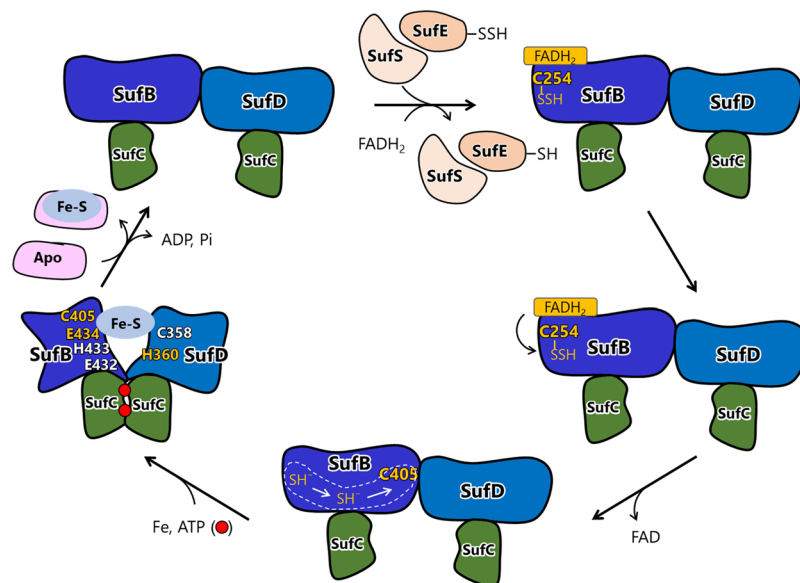 SufB
SufD
SufC
SufC
SufS
SufE
SSH
FADH₂
SufS
SufE
SH
FADH₂
C254
SSH
SufB
SufD
SufC
SufC
FADH₂
C254
SSH
SufB
SufD
SufC
SufC
FAD
SufB
C405
SH⁻
SH⁻
SufD
SufC
SufC
Fe, ATP ( )
C405
E434
H433
E432
SufB
Fe-S
C358
H360
SufD
SufC
SufC
Fe-S
Apo
ADP, Pi